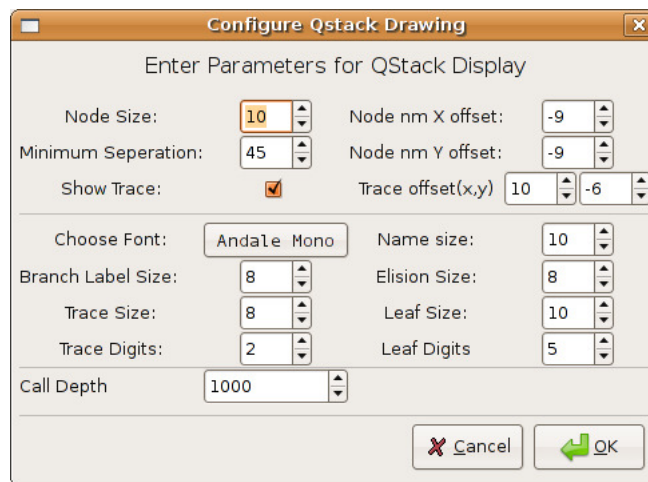 Configure Qstack Drawing
Enter Parameters for QStack Display
Node Size: 10 Node nm X offset: -9
Minimum Seperation: 45 Node nm Y offset: -9
Show Trace: Trace offset(x,y) 10 -6
Choose Font: Andale Mono Name size: 10
Branch Label Size: 8 Elision Size: 8
Trace Size: 8 Leaf Size: 10
Trace Digits: 2 Leaf Digits 5
Call Depth 1000
Cancel OK